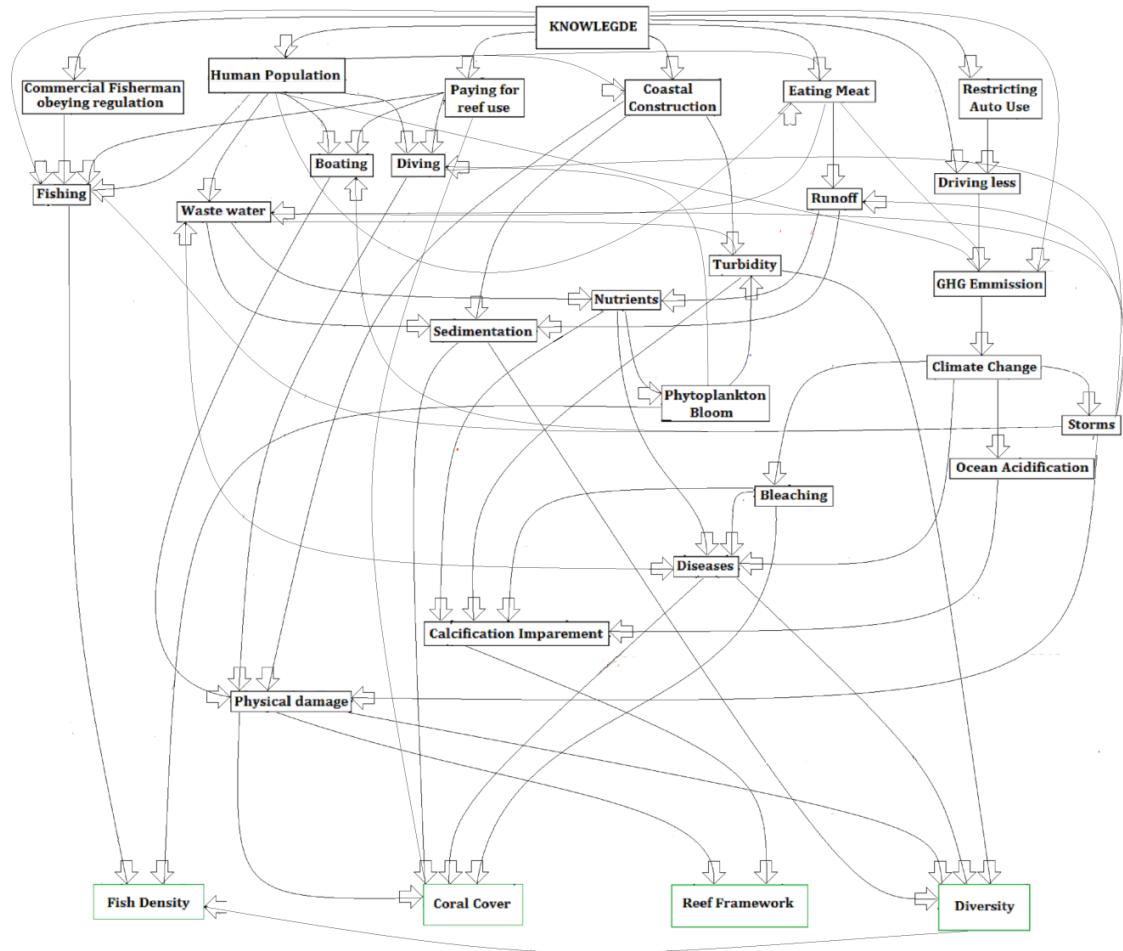 KNOWLEGDE
Commercial Fisherman
obeying regulation
Human Population
Paying for
reef use
Coastal
Construction
Eating Meat
Restricting
Auto Use
Fishing
Boating
Diving
Driving less
Waste water
Runoff
Turbidity
GHG Emmission
Nutrients
Sedimentation
Climate Change
Phytoplankton
Bloom
Storms
Ocean Acidification
Bleaching
Diseases
Calcification Imparement
Physical damage
Fish Density
Coral Cover
Reef Framework
Diversity